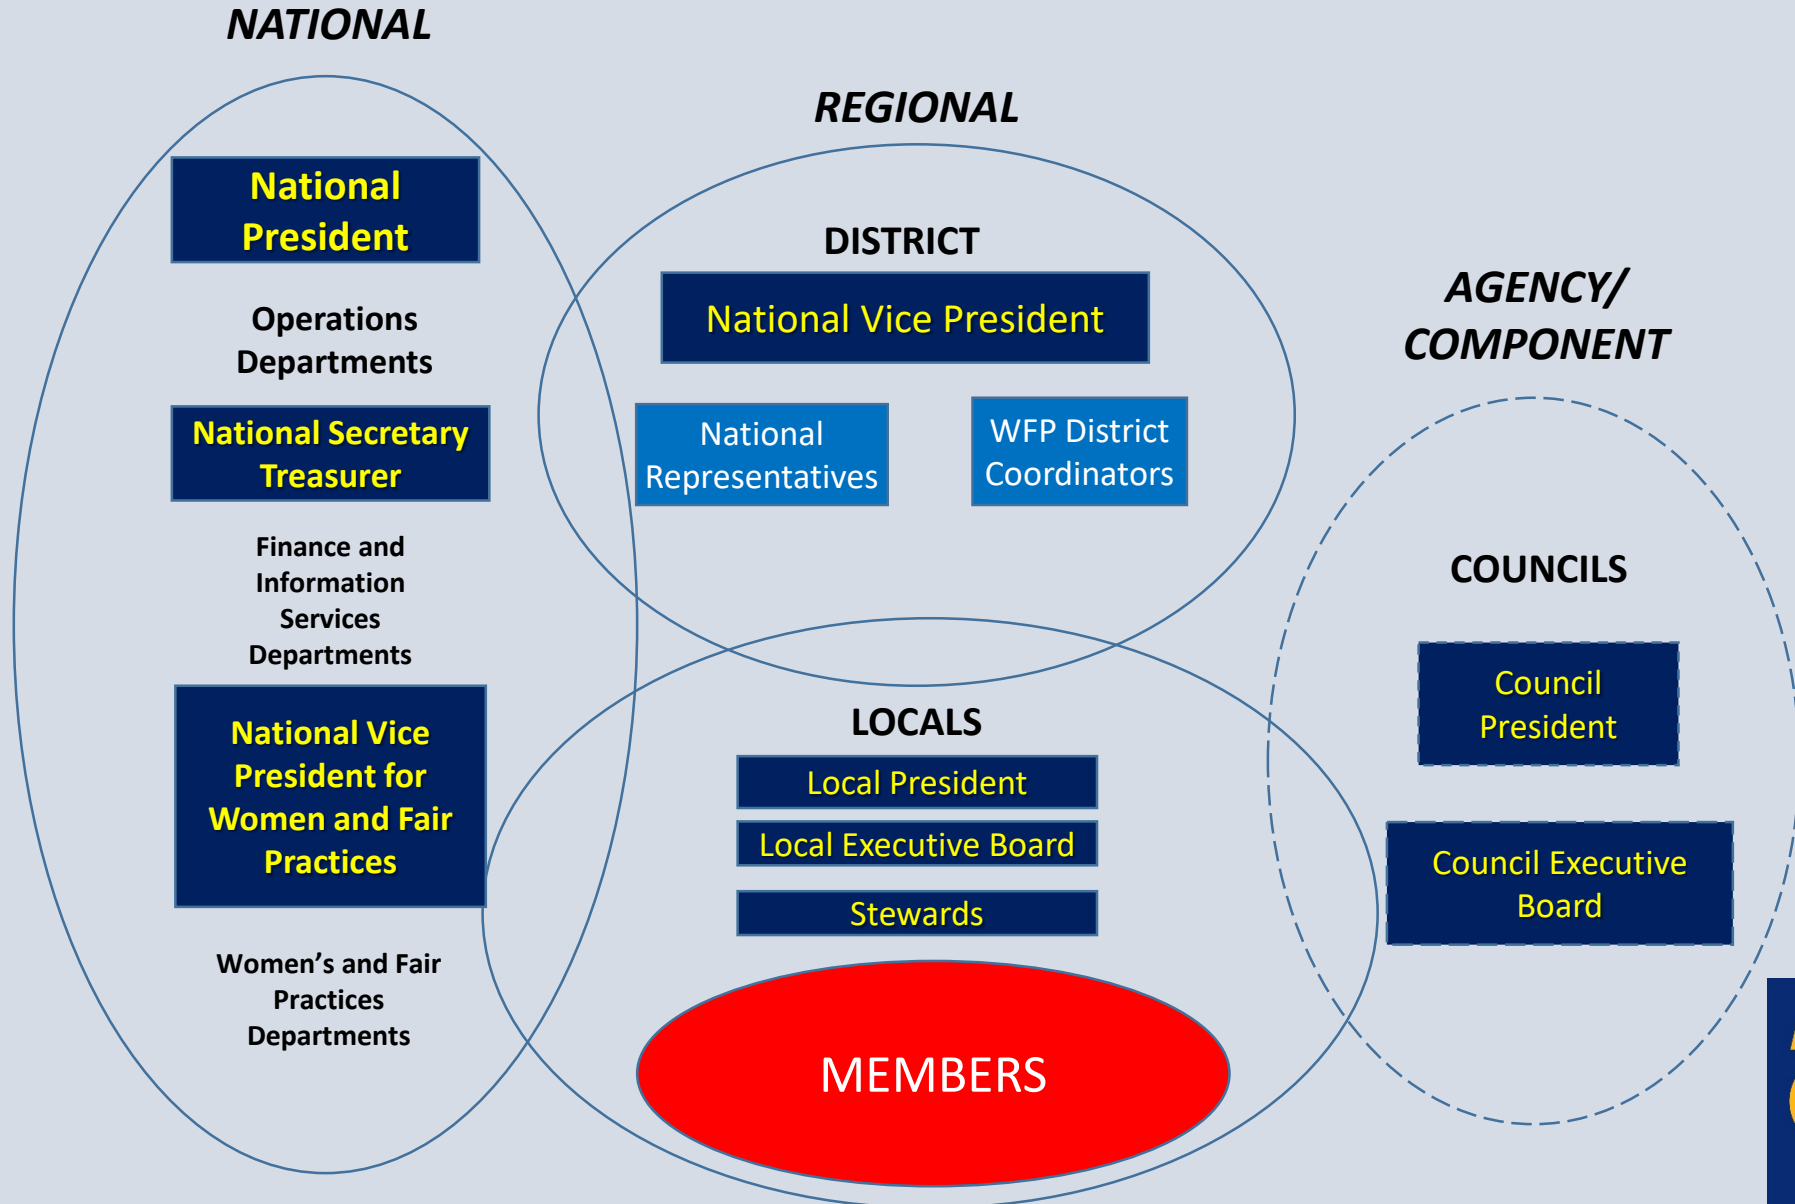 NATIONAL
National
President
Operations
Departments
National Secretary
Treasurer
Finance and
Information
Services
Departments
National Vice
President for
Women and Fair
Practices
Women’s and Fair
Practices
Departments
REGIONAL
DISTRICT
National Vice President
National
Representatives
WFP District
Coordinators
LOCALS
Local President
Local Executive Board
Stewards
MEMBERS
AGENCY/
COMPONENT
COUNCILS
Council
President
Council Executive
Board